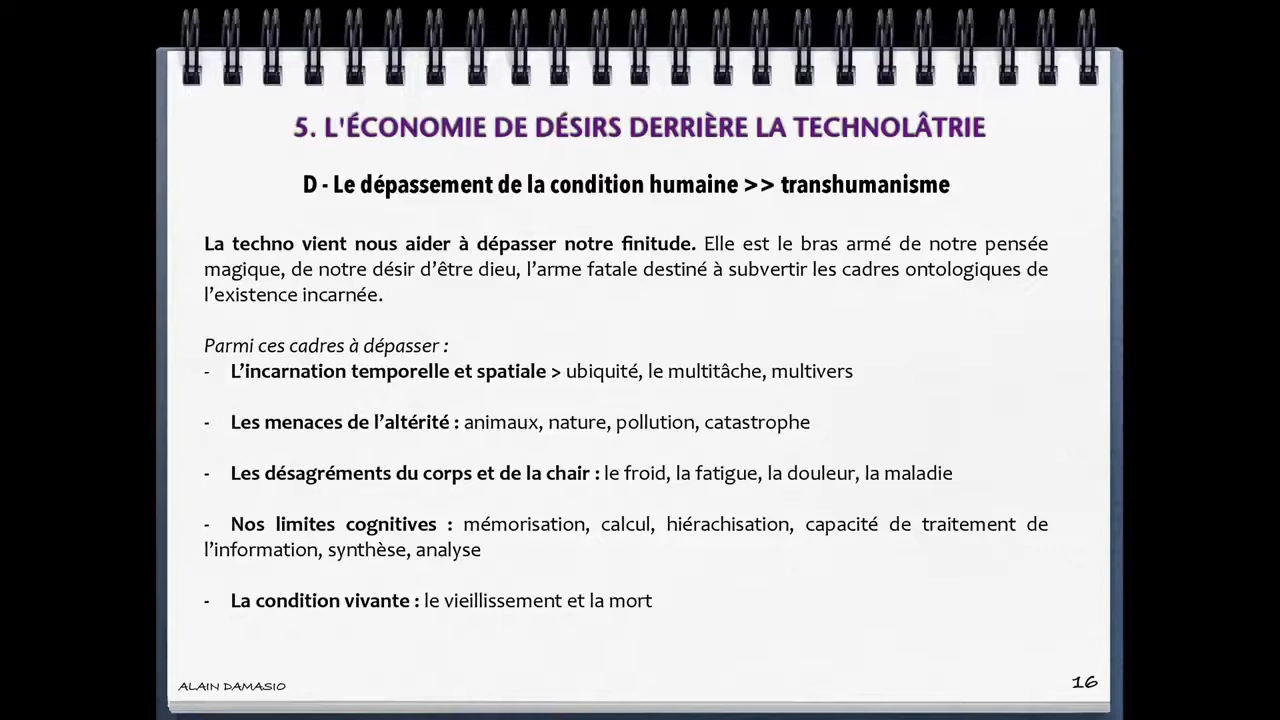 5. L'ÉCONOMIE DE DÉSIRS DERRIÈRE LA TECHNOLÂTRIE
D - Le dépassement de la condition humaine >> transhumanisme
La techno vient nous aider à dépasser notre finitude. Elle est le bras armé de notre pensée
magique, de notre désir d’être dieu, l’arme fatale destiné à subvertir les cadres ontologiques de
l’existence incarnée.
Parmi ces cadres à dépasser :
- L’incarnation temporelle et spatiale > ubiquité, le multitâche, multivers
- Les menaces de l’altérité : animaux, nature, pollution, catastrophe
- Les désagréments du corps et de la chair : le froid, la fatigue, la douleur, la maladie
- Nos limites cognitives : mémorisation, calcul, hiérachisation, capacité de traitement de
l’information, synthèse, analyse
- La condition vivante : le vieillissement et la mort
ALAIN DAMASIO
16